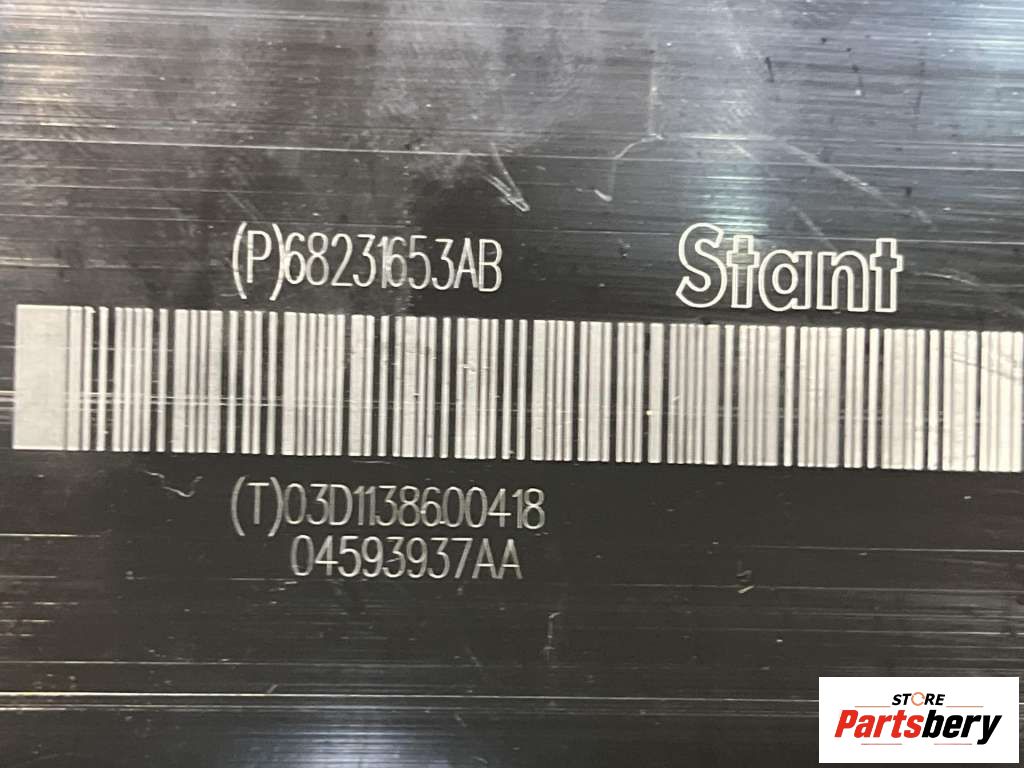 (P)68231653AB
Stant
(T)03D1138600418
04593937AA
STORE
Partsbery